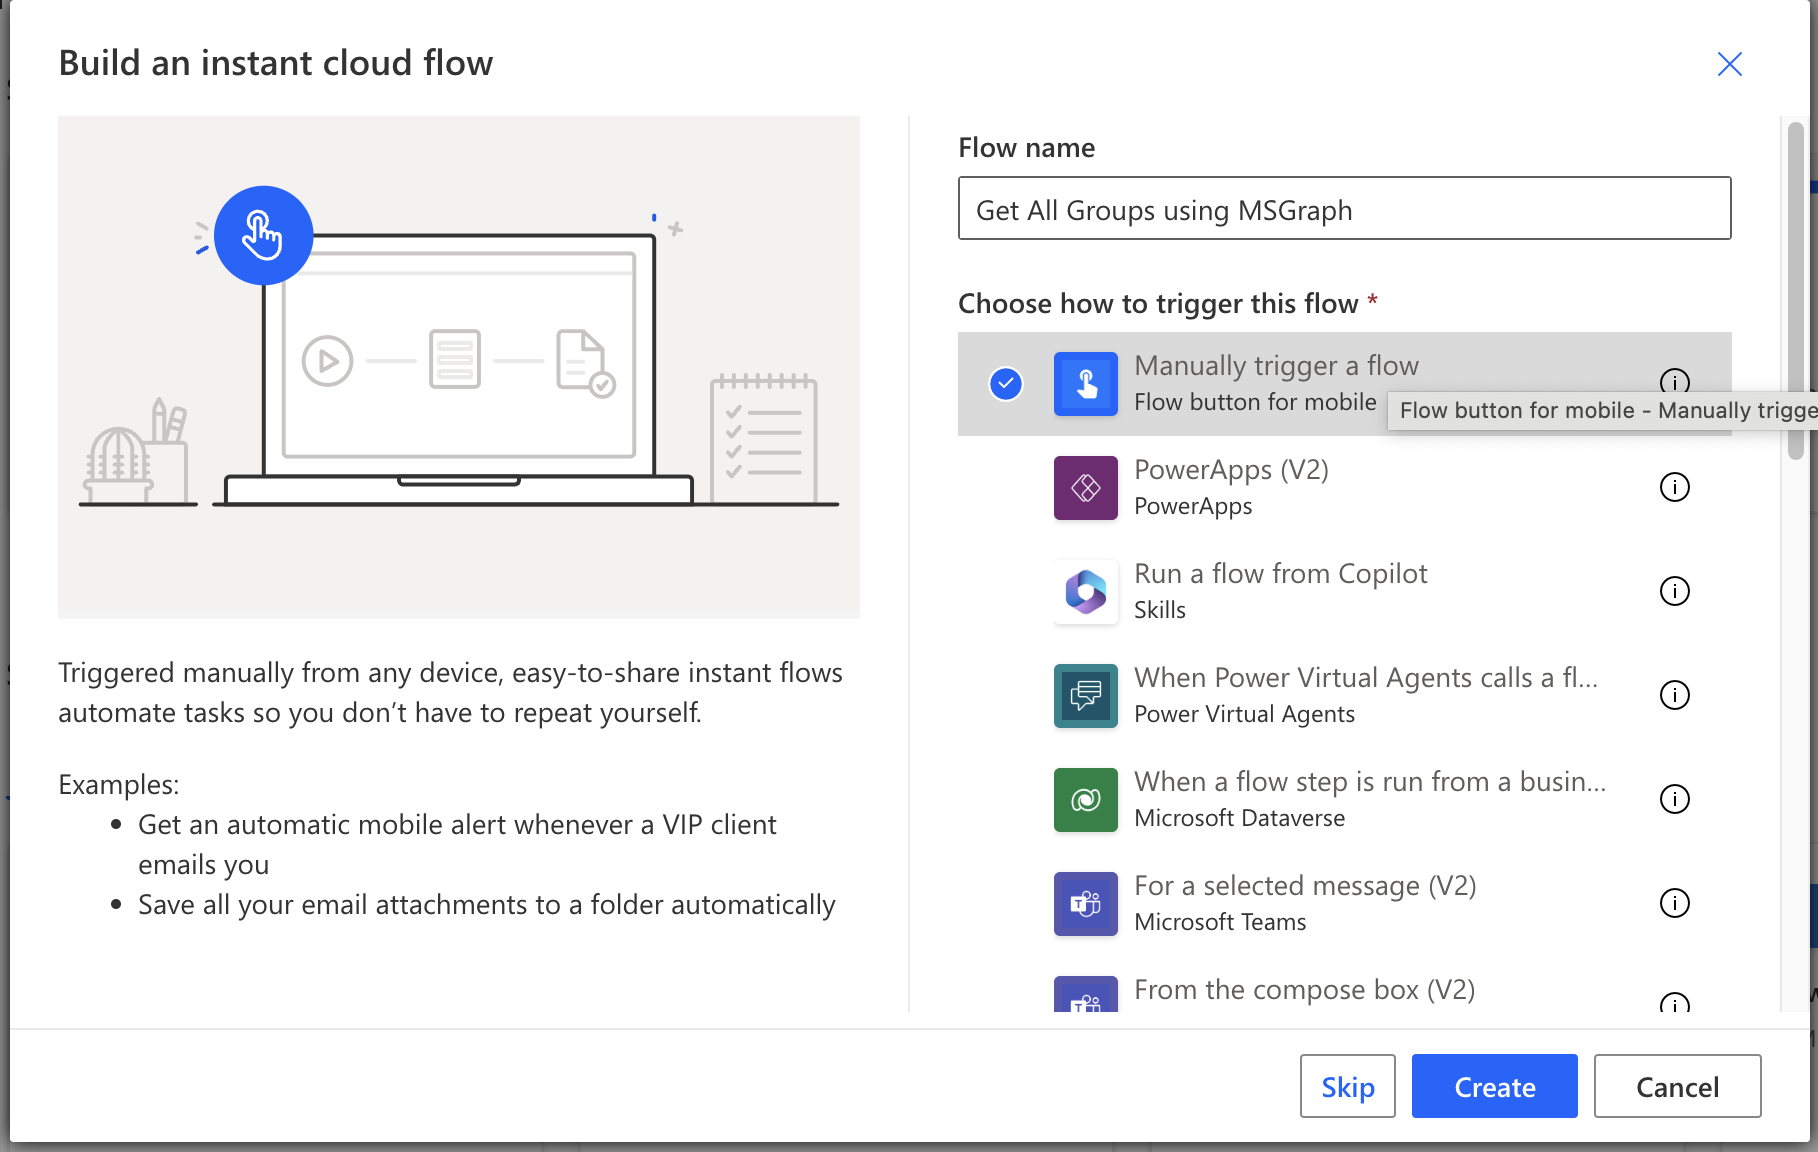 Build an instant cloud flow
Triggered manually from any device, easy-to-share instant flows
automate tasks so you don’t have to repeat yourself.
Examples:
Get an automatic mobile alert whenever a VIP client
emails you
Save all your email attachments to a folder automatically
Flow name
Get All Groups using MSGraph
Choose how to trigger this flow *
Manually trigger a flow
Flow button for mobile
Flow button for mobile - Manually trigge
PowerApps (V2)
PowerApps
Run a flow from Copilot
Skills
When Power Virtual Agents calls a fl...
Power Virtual Agents
When a flow step is run from a busin...
Microsoft Dataverse
For a selected message (V2)
Microsoft Teams
From the compose box (V2)
Skip
Create
Cancel